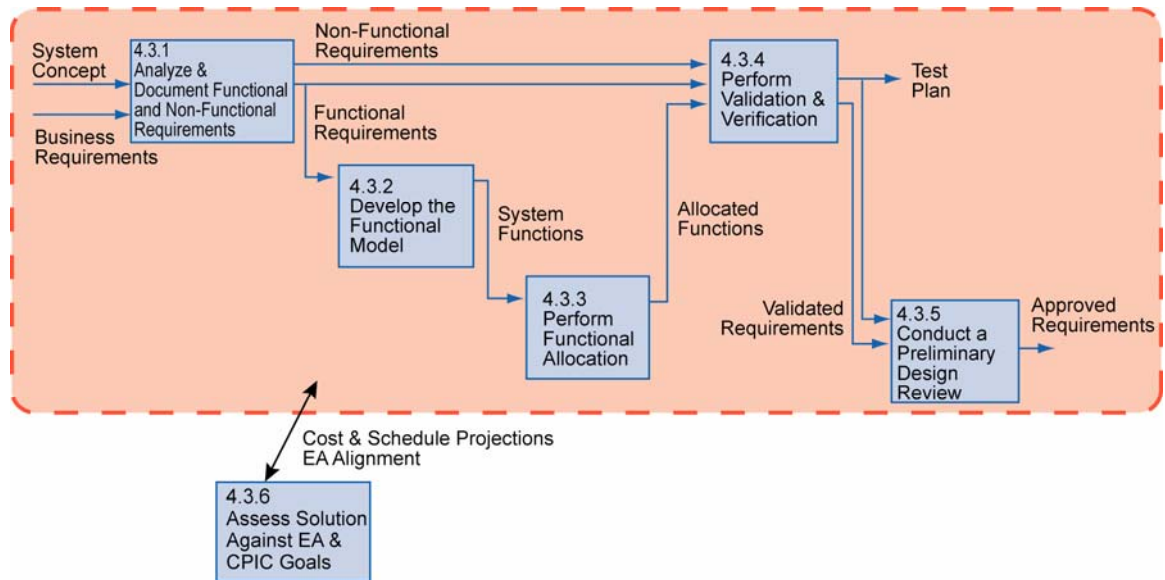 System
Concept
Business
Requirements
4.3.1
Analyze &
Document Functional
and Non-Functional
Requirements
Non-Functional
Requirements
Functional
Requirements
4.3.2
Develop the
Functional
Model
System
Functions
4.3.3
Perform
Functional
Allocation
Allocated
Functions
4.3.4
Perform
Validation &
Verification
Test
Plan
Validated
Requirements
4.3.5
Conduct a
Preliminary
Design
Review
Approved
Requirements
Cost & Schedule Projections
EA Alignment
4.3.6
Assess Solution
Against EA &
CPIC Goals